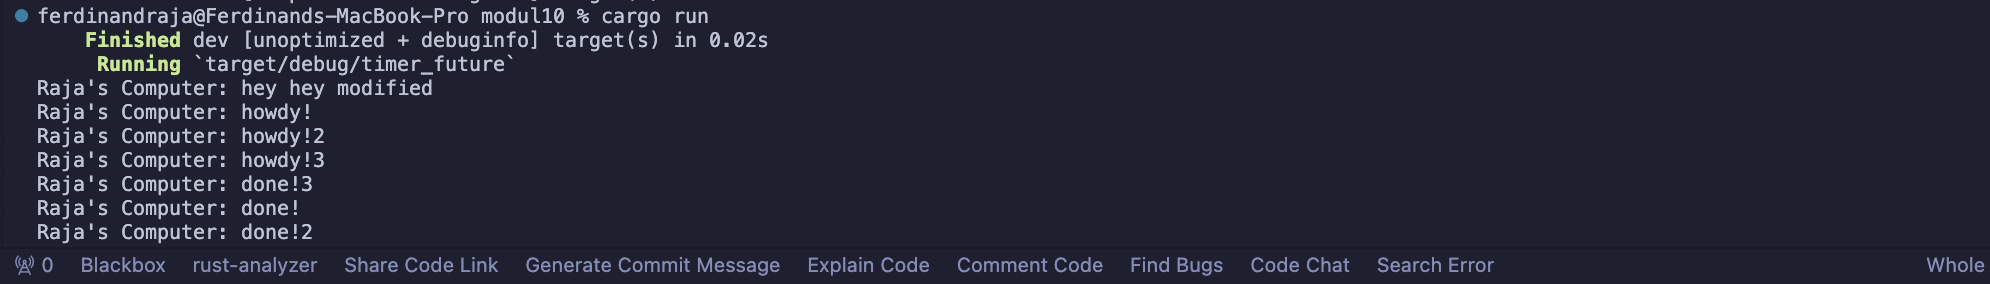 ferdinandraja@Ferdinands-MacBook-Pro modul10 % cargo run
Finished dev [unoptimized + debuginfo] target(s) in 0.02s
Running `target/debug/timer_future`
Raja's Computer: hey hey modified
Raja's Computer: howdy!
Raja's Computer: howdy!2
Raja's Computer: howdy!3
Raja's Computer: done!3
Raja's Computer: done!
Raja's Computer: done!2
0 Blackbox rust-analyzer Share Code Link Generate Commit Message Explain Code Comment Code Find Bugs Code Chat Search Error Whole